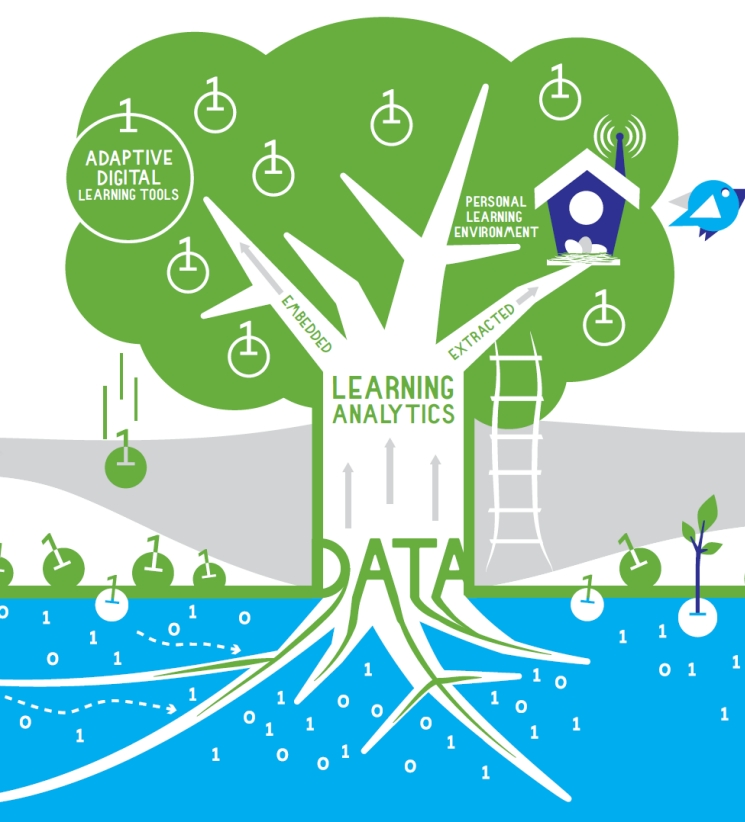 ADAPTIVE
DIGITAL
LEARNING TOOLS
PERSONAL
LEARNING
ENVIRONMENT
EMBEDDED
EXTRACTED
LEARNING
ANALYTICS
DATA